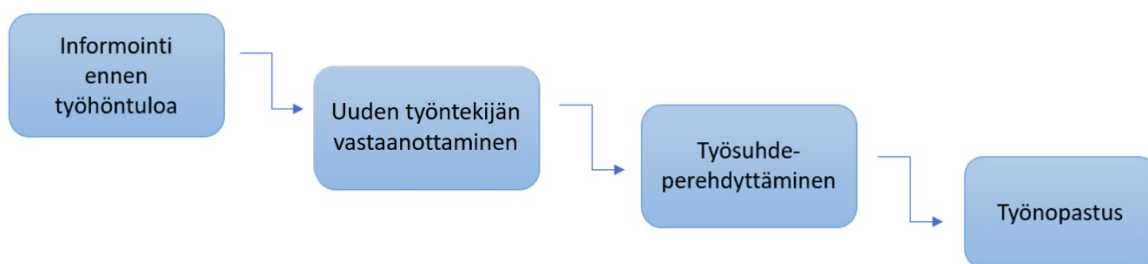 Informointi
ennen
työhöntuloa
Uuden työntekijän
vastaanottaminen
Työsuhde-
perehdyttäminen
Työnopastus